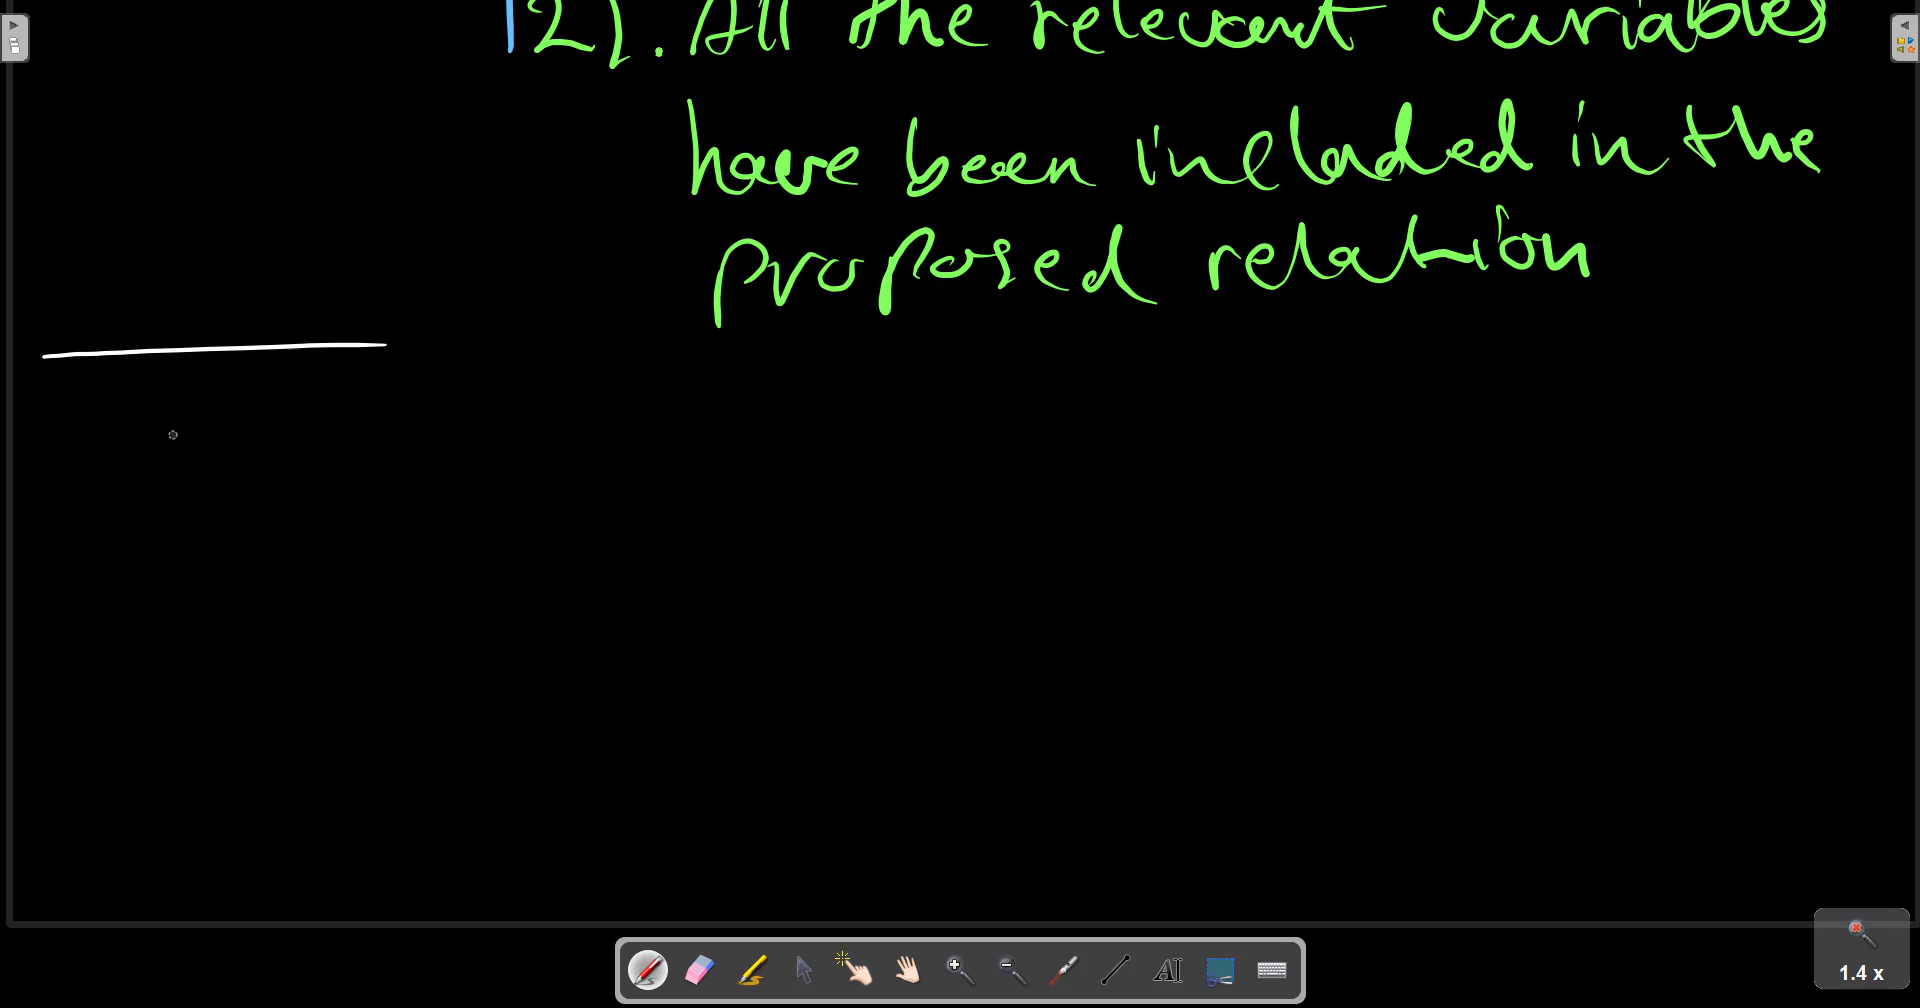 2). All the relevant variables
have been included in the
proposed relation
1.4 x